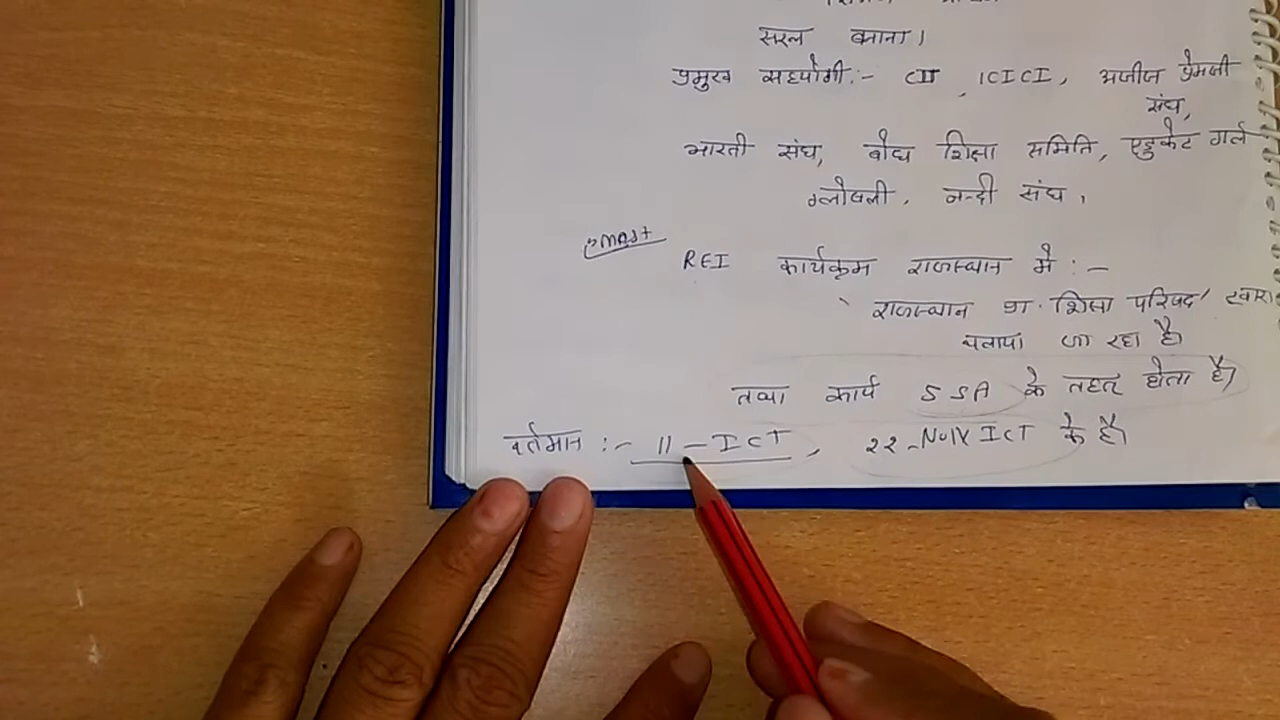 सरल बनाना।
प्रमुख सहयोगी:- CII, ICICI, अजीज प्रेमजी
संघ,
भारती संघ, बौध शिक्षा समिति, एडुकेट गर्ल
ग्लोबली, नन्दी संघ,
REI कार्यक्रम राजस्थान में :-
'राजस्थान प्रा. शिक्षा परिषद' द्वारा
चलाया जा रहा है।
तथा कार्य SSA के तहत होता है।
वर्तमान :- 11 - ICT, 22 - Non ICT के है।